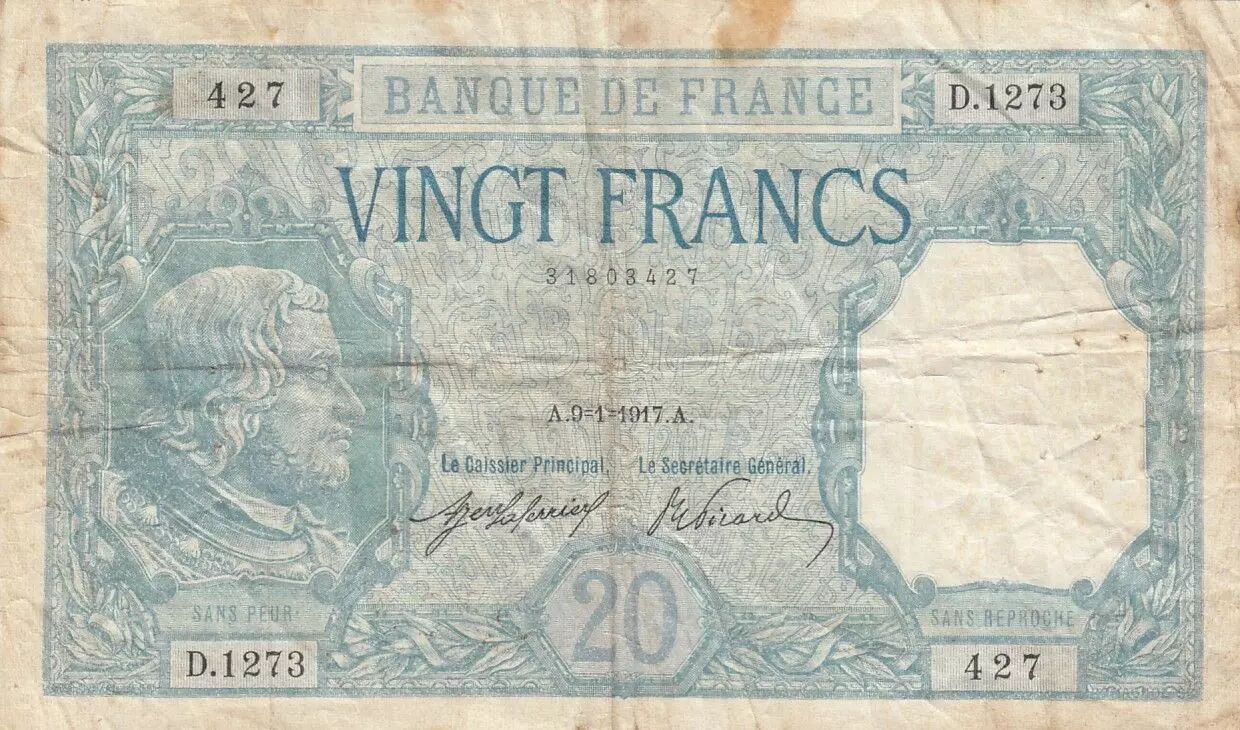 427 BANQUE DE FRANCE D.1273
VINGT FRANCS
31803427
A.9=1=1917.A.
Le Caissier Principal, Le Secrétaire Général,
20
SANS PEUR SANS REPROCHE
D.1273 427